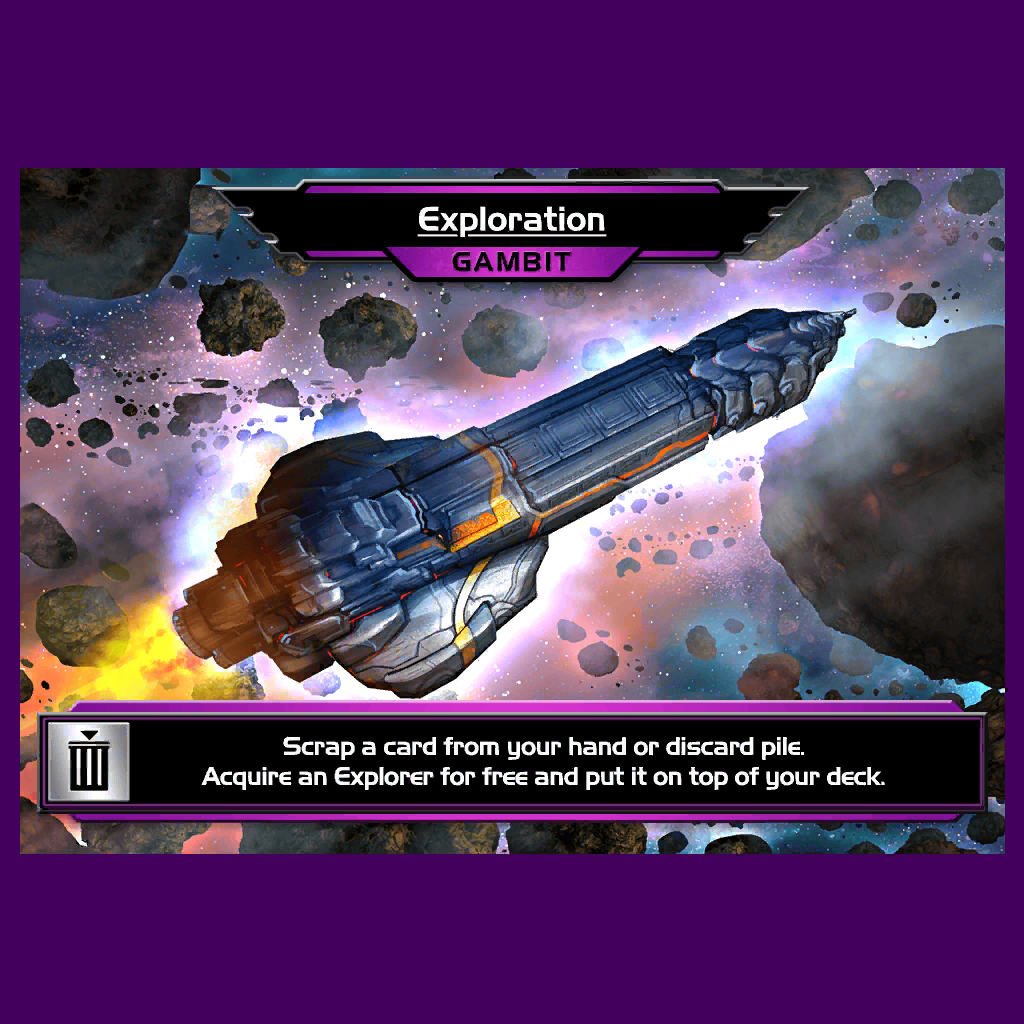 Exploration
GAMBIT
Scrap a card from your hand or discard pile.
Acquire an Explorer for free and put it on top of your deck.